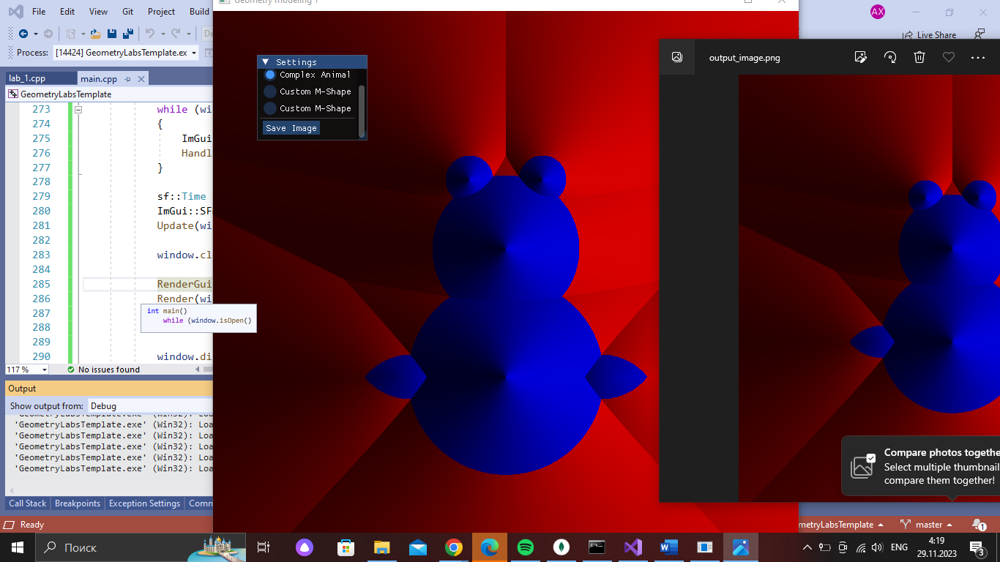 File Edit View Git Project Build
Geometry modeling 1
AX
Live Share
Process: [14424] GeometryLabsTemplate.ex
lab_1.cpp main.cpp
GeometryLabsTemplate
273 while (wi
274 {
275 ImGui
276 Handl
277 }
278
279 sf::Time
280 ImGui::SF
281 Update(wi
282
283 window.cl
284
285 RenderGui
286 Render(wi
287
288
289
290 window.di
int main()
while (window.isOpen()
117 % No issues found
Output
Show output from: Debug
'GeometryLabsTemplate.exe' (Win32): Loa
'GeometryLabsTemplate.exe' (Win32): Loa
'GeometryLabsTemplate.exe' (Win32): Loa
'GeometryLabsTemplate.exe' (Win32): Loa
'GeometryLabsTemplate.exe' (Win32): Loa
'GeometryLabsTemplate.exe' (Win32): Loa
Call Stack Breakpoints Exception Settings Comm
Ready
Settings
Complex Animal
Custom M-Shape
Custom M-Shape
Save Image
output_image.png
Compare photos togethe
Select multiple thumbnail
compare them together!
metryLabsTemplate master 1
Поиск
ENG
4:19
29.11.2023
3